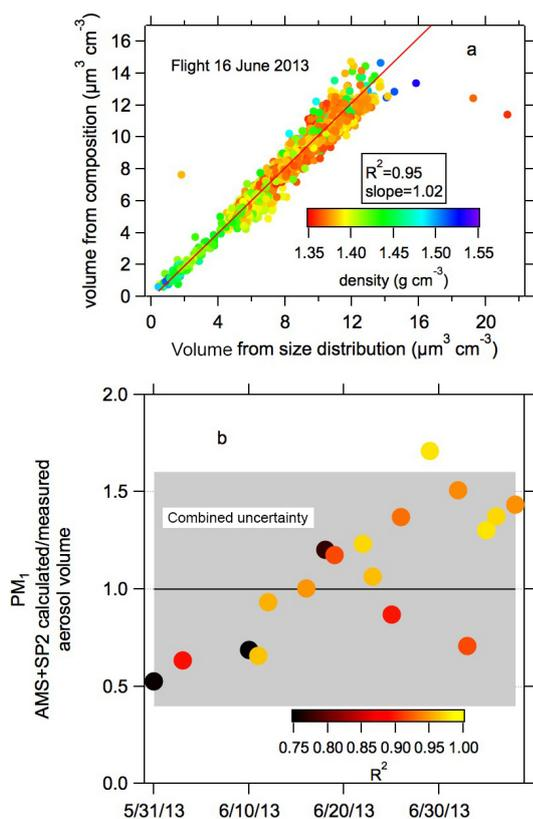 16
14
12
10
8
6
4
2
0
volume from composition (µm³ cm⁻³)
Flight 16 June 2013
a
R²=0.95
slope=1.02
1.35 1.40 1.45 1.50 1.55
density (g cm⁻³)
0 4 8 12 16 20
Volume from size distribution (µm³ cm⁻³)
2.0
1.5
1.0
0.5
0.0
PM₁
AMS+SP2 calculated/measured
aerosol volume
b
Combined uncertainty
0.75 0.80 0.85 0.90 0.95 1.00
R²
5/31/13 6/10/13 6/20/13 6/30/13